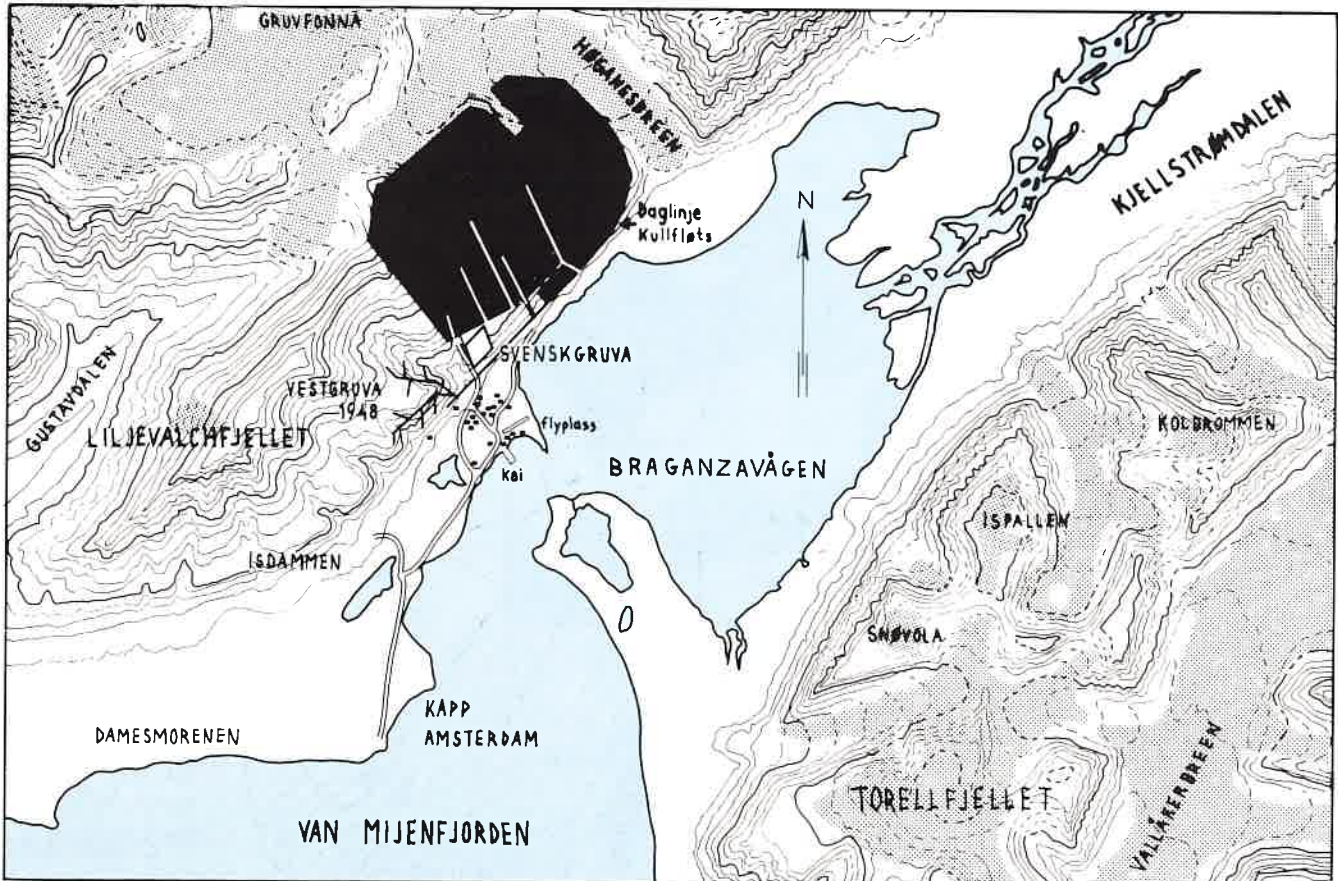 GRUVFONNA
HØGANESBREEN
KJELLSTRØMDALEN
N
Daglinje
Kullfløts
SVENSKGRUVA
VESTGRUVA
1948
GUSTAVDALEN
LILJEVALCHFJELLET
flyplass
Kai
BRAGANZAVÅGEN
KOLBROMMEN
ISPALLEN
ISDAMMEN
SNØVOLA
KAPP
AMSTERDAM
DAMESMORENEN
TORELLFJELLET
VALLÅKERBREEN
VAN MIJENFJORDEN